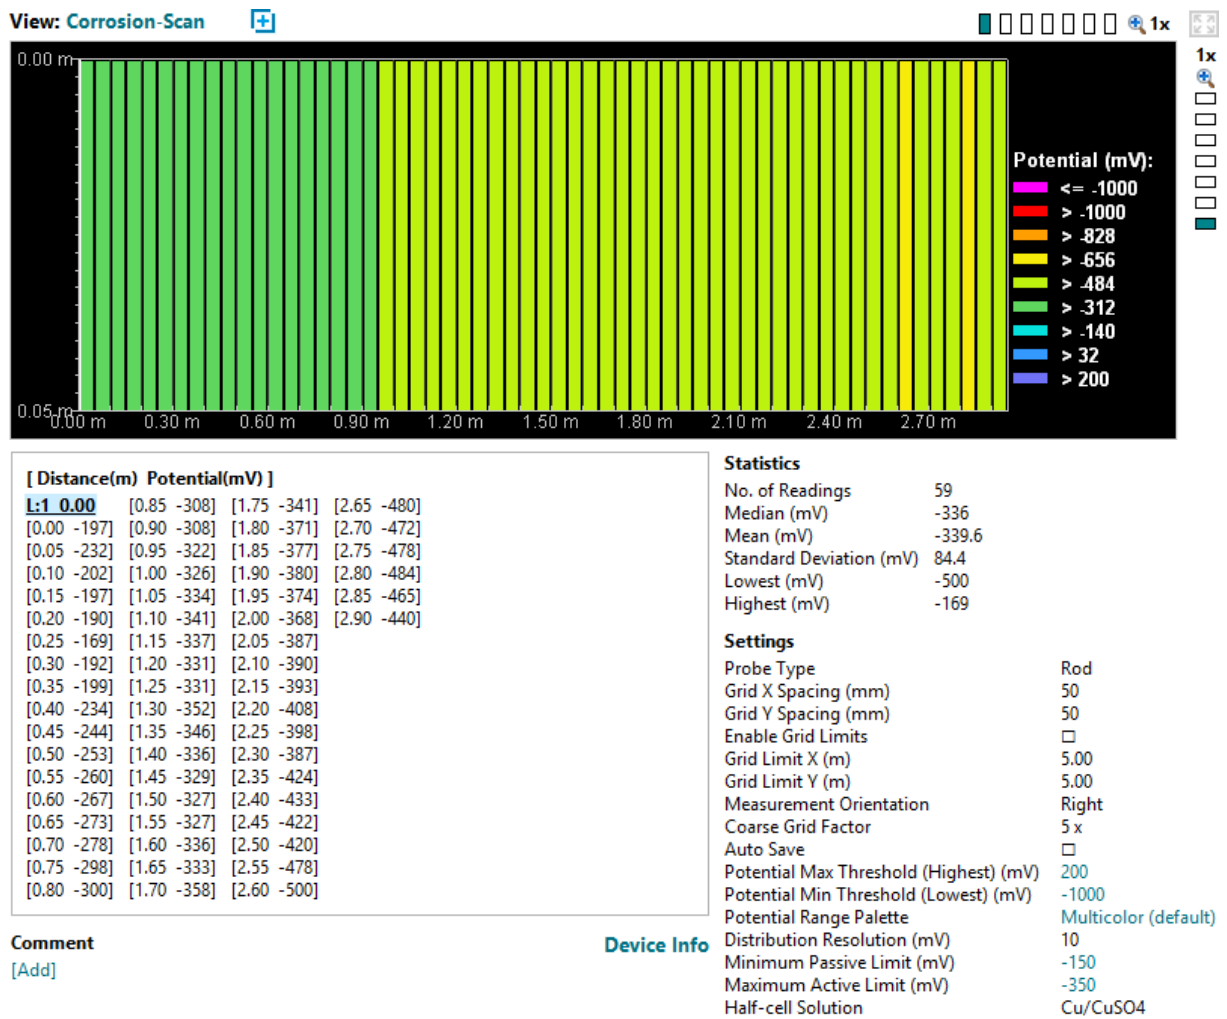 View: Corrosion-Scan
1x
1x
0.00 m
0.05 m
0.00 m 0.30 m 0.60 m 0.90 m 1.20 m 1.50 m 1.80 m 2.10 m 2.40 m 2.70 m
Potential (mV):
<= -1000
> -1000
> -828
> -656
> -484
> -312
> -140
> 32
> 200
[ Distance(m) Potential(mV) ]
L:1 0.00 [0.85 -308] [1.75 -341] [2.65 -480]
[0.00 -197] [0.90 -308] [1.80 -371] [2.70 -472]
[0.05 -232] [0.95 -322] [1.85 -377] [2.75 -478]
[0.10 -202] [1.00 -326] [1.90 -380] [2.80 -484]
[0.15 -197] [1.05 -334] [1.95 -374] [2.85 -465]
[0.20 -190] [1.10 -341] [2.00 -368] [2.90 -440]
[0.25 -169] [1.15 -337] [2.05 -387]
[0.30 -192] [1.20 -331] [2.10 -390]
[0.35 -199] [1.25 -331] [2.15 -393]
[0.40 -234] [1.30 -352] [2.20 -408]
[0.45 -244] [1.35 -346] [2.25 -398]
[0.50 -253] [1.40 -336] [2.30 -387]
[0.55 -260] [1.45 -329] [2.35 -424]
[0.60 -267] [1.50 -327] [2.40 -433]
[0.65 -273] [1.55 -327] [2.45 -422]
[0.70 -278] [1.60 -336] [2.50 -420]
[0.75 -298] [1.65 -333] [2.55 -478]
[0.80 -300] [1.70 -358] [2.60 -500]
Comment
[Add]
Device Info
Statistics
No. of Readings 59
Median (mV) -336
Mean (mV) -339.6
Standard Deviation (mV) 84.4
Lowest (mV) -500
Highest (mV) -169
Settings
Probe Type Rod
Grid X Spacing (mm) 50
Grid Y Spacing (mm) 50
Enable Grid Limits
Grid Limit X (m) 5.00
Grid Limit Y (m) 5.00
Measurement Orientation Right
Coarse Grid Factor 5 x
Auto Save
Potential Max Threshold (Highest) (mV) 200
Potential Min Threshold (Lowest) (mV) -1000
Potential Range Palette Multicolor (default)
Distribution Resolution (mV) 10
Minimum Passive Limit (mV) -150
Maximum Active Limit (mV) -350
Half-cell Solution Cu/CuSO4